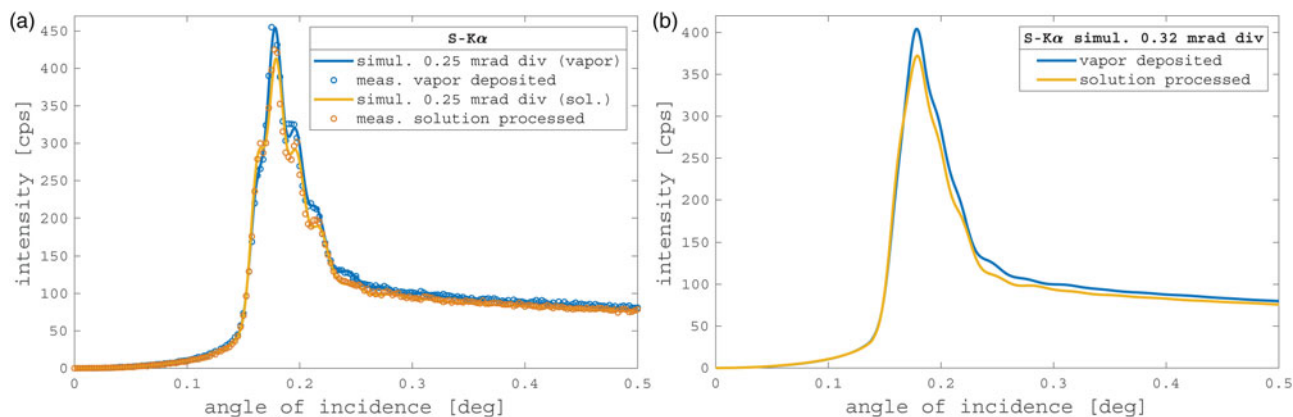 (a)
S-Kα
simul. 0.25 mrad div (vapor)
meas. vapor deposited
simul. 0.25 mrad div (sol.)
meas. solution processed
450
400
350
300
250
200
150
100
50
0
intensity [cps]
0
0.1
0.2
0.3
0.4
0.5
angle of incidence [deg]
(b)
S-Kα simul. 0.32 mrad div
vapor deposited
solution processed
400
350
300
250
200
150
100
50
0
intensity [cps]
0
0.1
0.2
0.3
0.4
0.5
angle of incidence [deg]